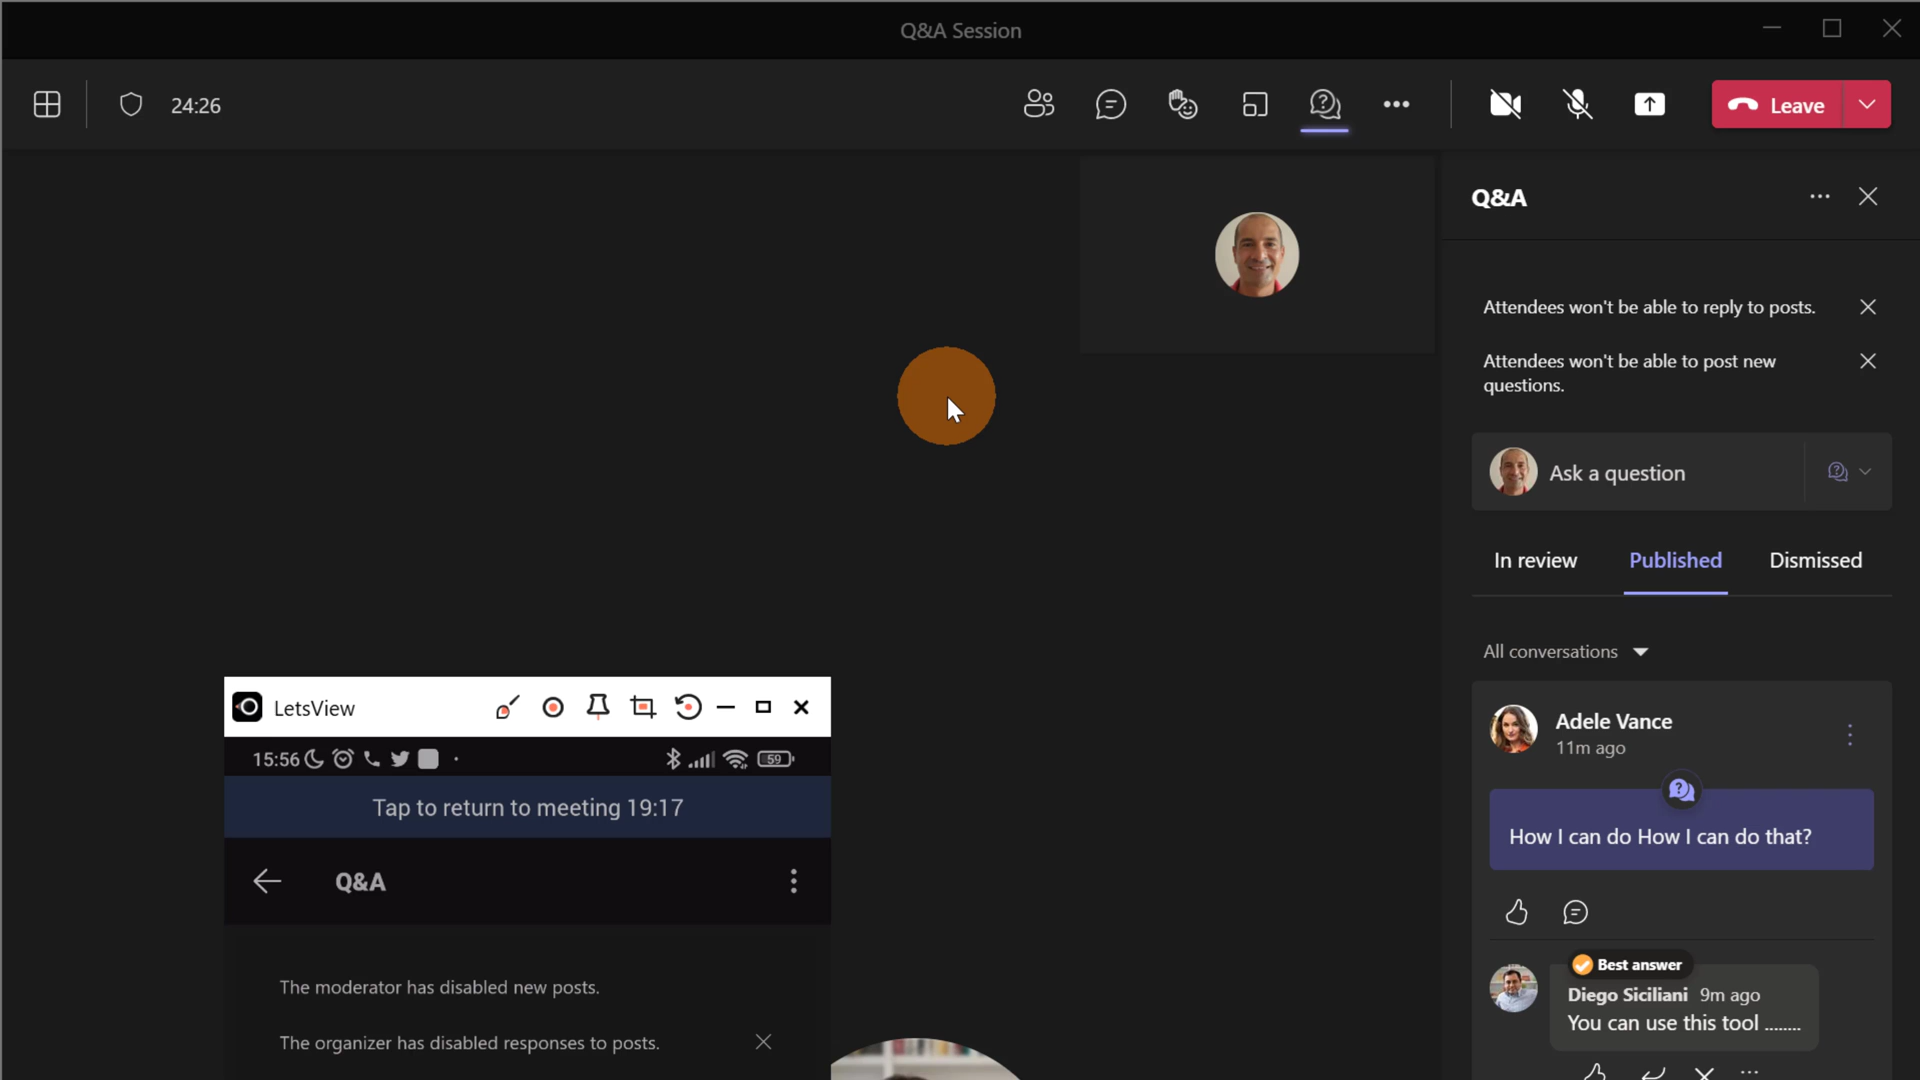 Q&A Session
24:26
Leave
Q&A
Attendees won't be able to reply to posts.
Attendees won't be able to post new
questions.
Ask a question
In review Published Dismissed
All conversations
Adele Vance
11m ago
How I can do How I can do that?
Best answer
Diego Siciliani 9m ago
You can use this tool ........
LetsView
15:56 59
Tap to return to meeting 19:17
Q&A
The moderator has disabled new posts.
The organizer has disabled responses to posts.